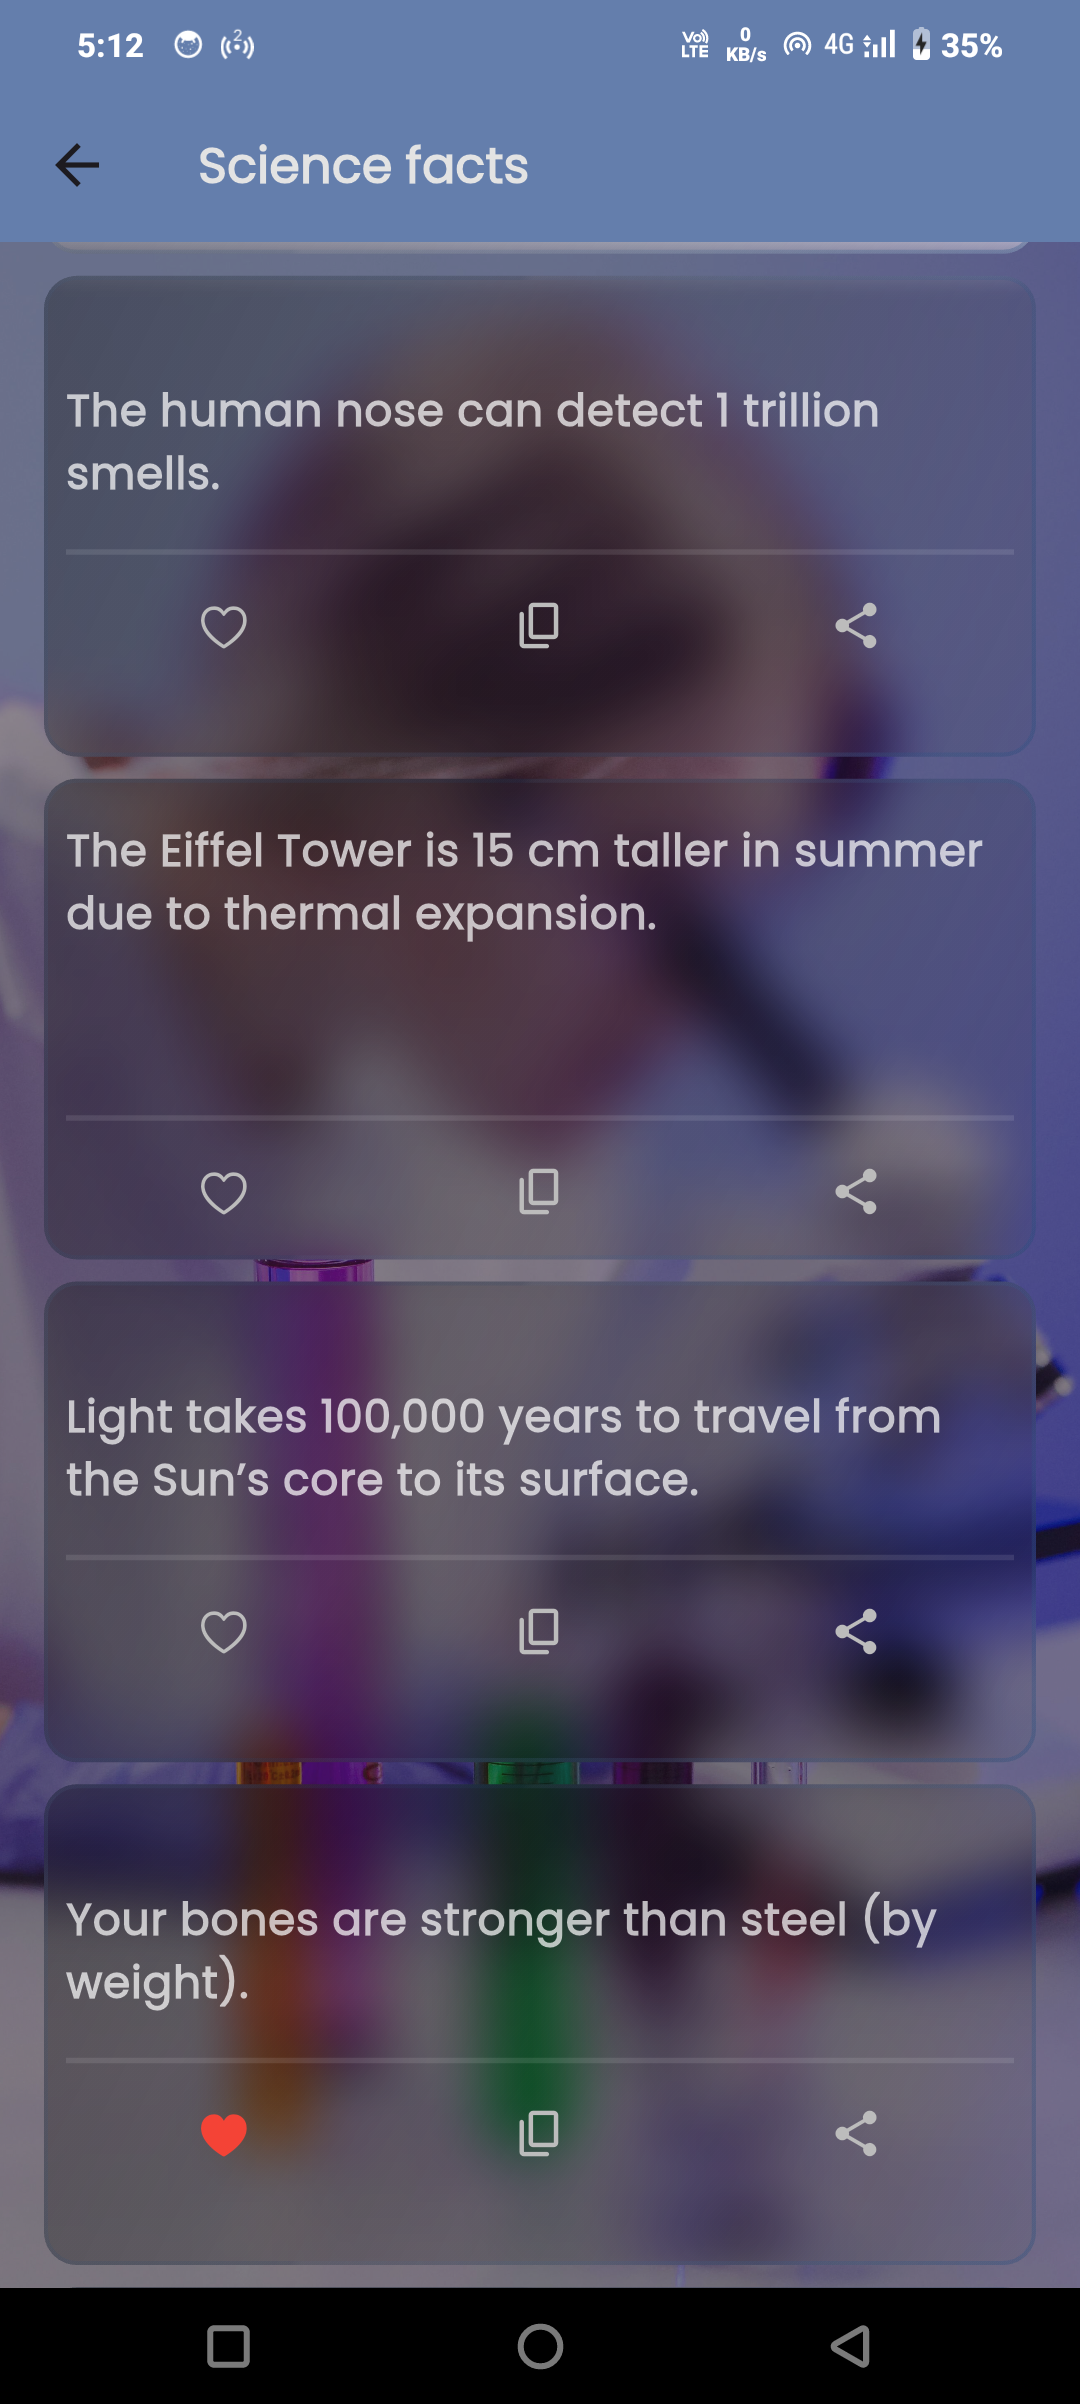 5:12
2
Vo))
LTE
0
KB/s
4G
35%
Science facts
The human nose can detect 1 trillion
smells.
The Eiffel Tower is 15 cm taller in summer
due to thermal expansion.
Light takes 100,000 years to travel from
the Sun’s core to its surface.
Your bones are stronger than steel (by
weight).